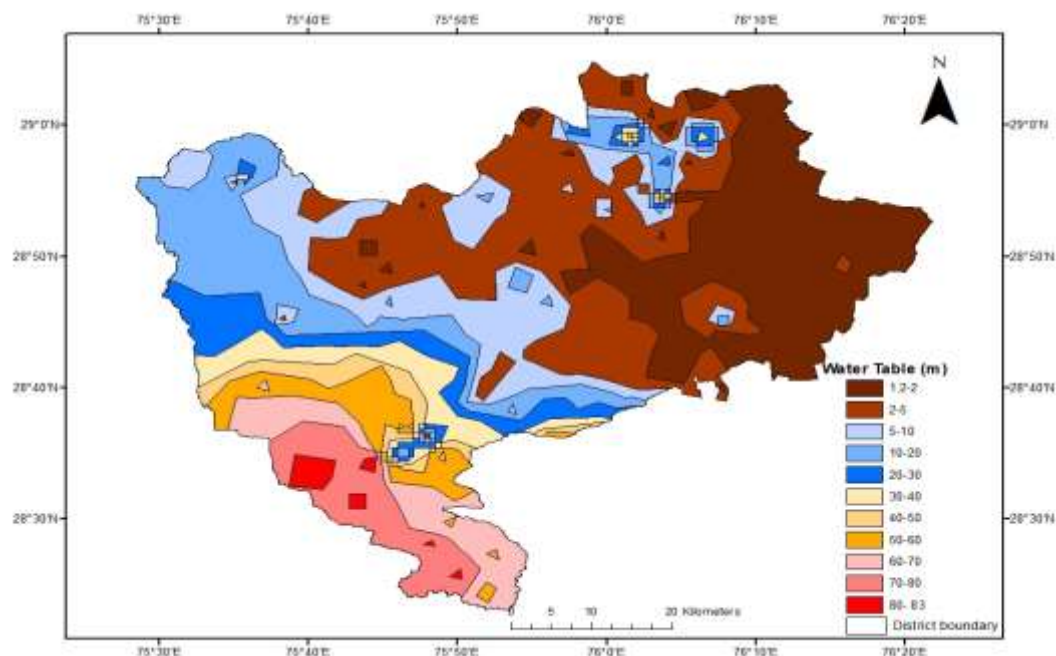 75°30'E 75°40'E 75°50'E 76°0'E 76°10'E 76°20'E
N
29°0'N 29°0'N
28°50'N 28°50'N
28°40'N 28°40'N
28°30'N 28°30'N
Water Table (m)
1.2-2
2-5
5-10
10-20
20-30
30-40
40-50
50-60
60-70
70-80
80- 83
District boundary
0 5 10 20 Kilometers
75°30'E 75°40'E 75°50'E 76°0'E 76°10'E 76°20'E